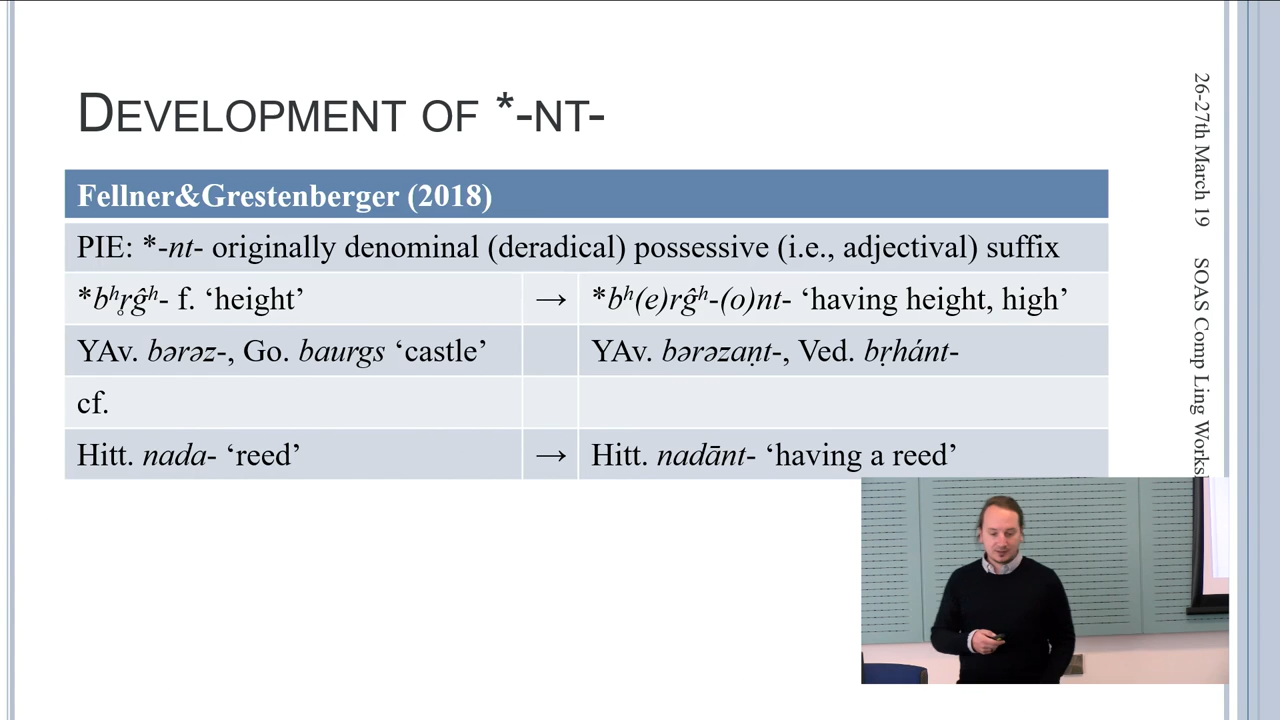 DEVELOPMENT OF *-NT-
Fellner&Grestenberger (2018)
PIE: *-nt- originally denominal (deradical) possessive (i.e., adjectival) suffix
*bʰr̥ĝʰ- f. ‘height’ → *bʰ(e)rĝʰ-(o)nt- ‘having height, high’
YAv. bərəz-, Go. baurgs ‘castle’ YAv. bərəzaṇt-, Ved. bṛhánt-
cf.
Hitt. nada- ‘reed’ → Hitt. nadānt- ‘having a reed’
26-27th March 19 SOAS Comp Ling